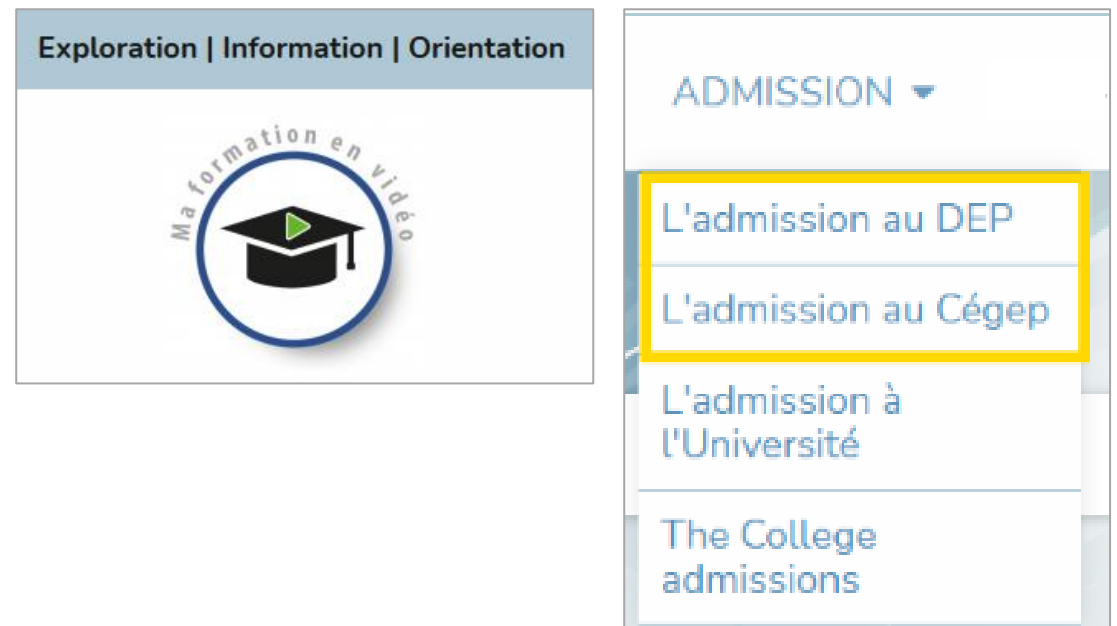 Exploration | Information | Orientation
Ma formation en vidéo
ADMISSION
L'admission au DEP
L'admission au Cégep
L'admission à
l'Université
The College
admissions